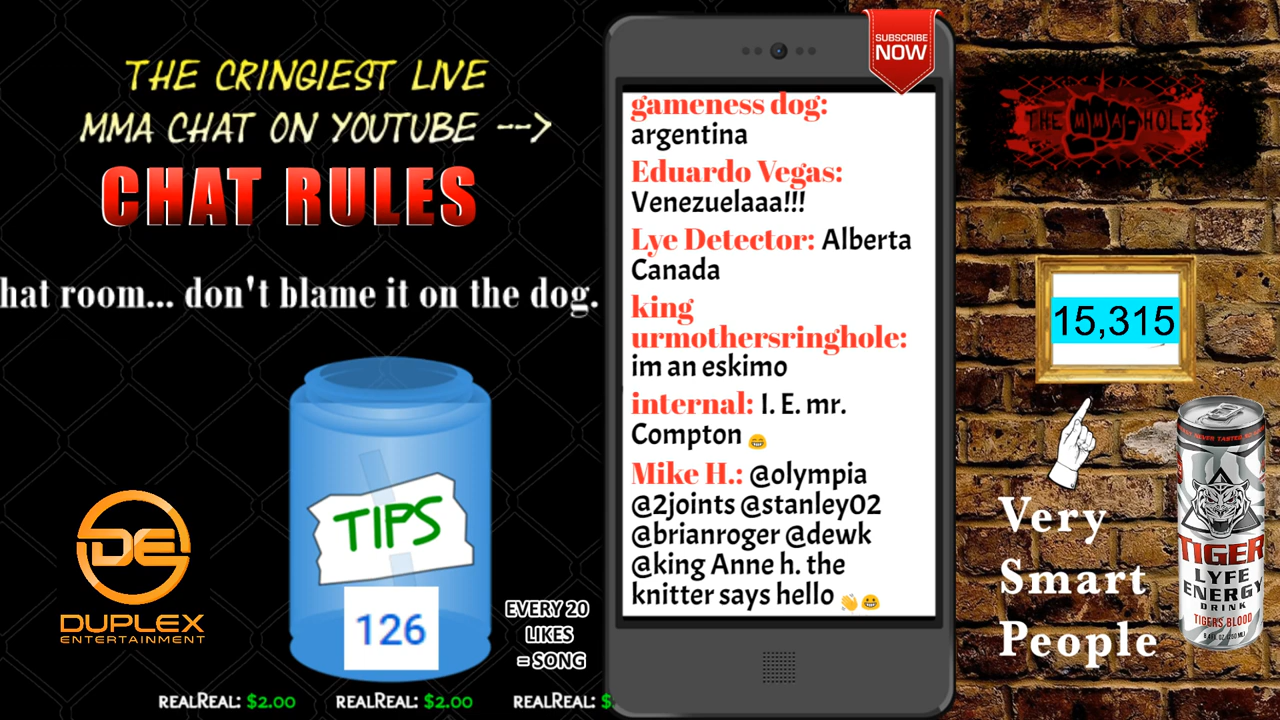 THE CRINGIEST LIVE
MMA CHAT ON YOUTUBE -->
CHAT RULES
hat room... don't blame it on the dog.
DE
DUPLEX
ENTERTAINMENT
TIPS
126
EVERY 20
LIKES
= SONG
realReal: $2.00
realReal: $2.00
realReal: $
SUBSCRIBE
NOW
gameness dog:
argentina
Eduardo Vegas:
Venezuelaaa!!!
Lye Detector: Alberta
Canada
king
urmothersringhole:
im an eskimo
internal: I. E. mr.
Compton 😁
Mike H.: @olympia
@2joints @stanley02
@brianroger @dewk
@king Anne h. the
knitter says hello 👋😁
THE MMA-HOLES
15,315
Very
Smart
People
TIGER
LYFE
ENERGY
DRINK
TIGER'S BLOOD